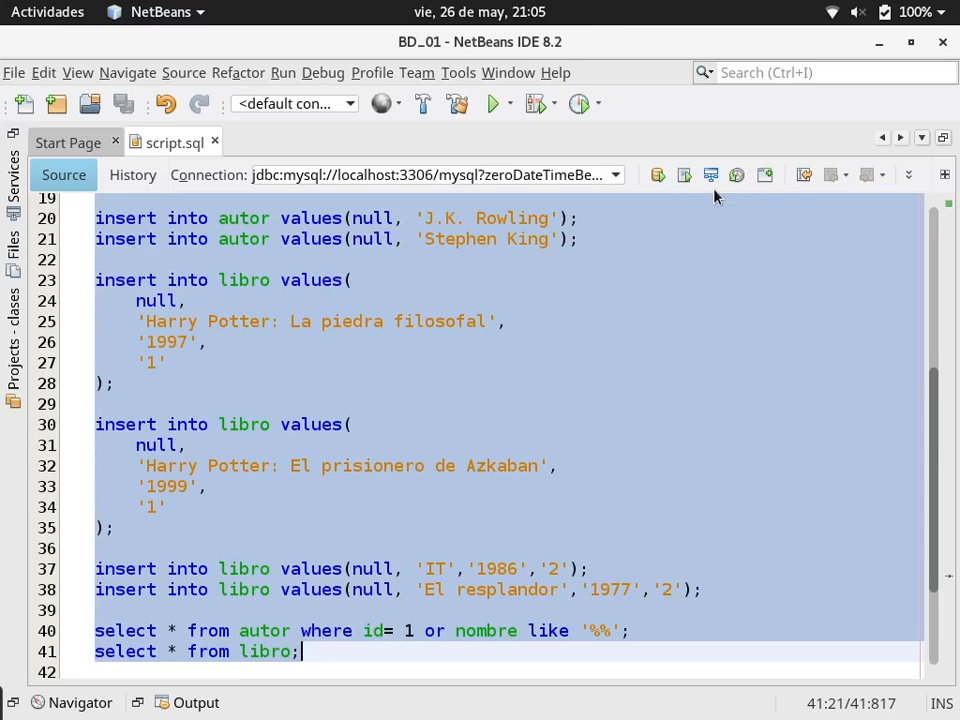 Actividades NetBeans vie, 26 de may, 21:05 100%
BD_01 - NetBeans IDE 8.2
File Edit View Navigate Source Refactor Run Debug Profile Team Tools Window Help Search (Ctrl+I)
<default con...
Start Page script.sql
Source History Connection: jdbc:mysql://localhost:3306/mysql?zeroDateTimeBe...
Services
Files
Projects - clases
19
20 insert into autor values(null, 'J.K. Rowling');
21 insert into autor values(null, 'Stephen King');
22
23 insert into libro values(
24     null,
25     'Harry Potter: La piedra filosofal',
26     '1997',
27     '1'
28 );
29
30 insert into libro values(
31     null,
32     'Harry Potter: El prisionero de Azkaban',
33     '1999',
34     '1'
35 );
36
37 insert into libro values(null, 'IT','1986','2');
38 insert into libro values(null, 'El resplandor','1977','2');
39
40 select * from autor where id= 1 or nombre like '%%';
41 select * from libro;
42
Navigator Output 41:21/41:817 INS